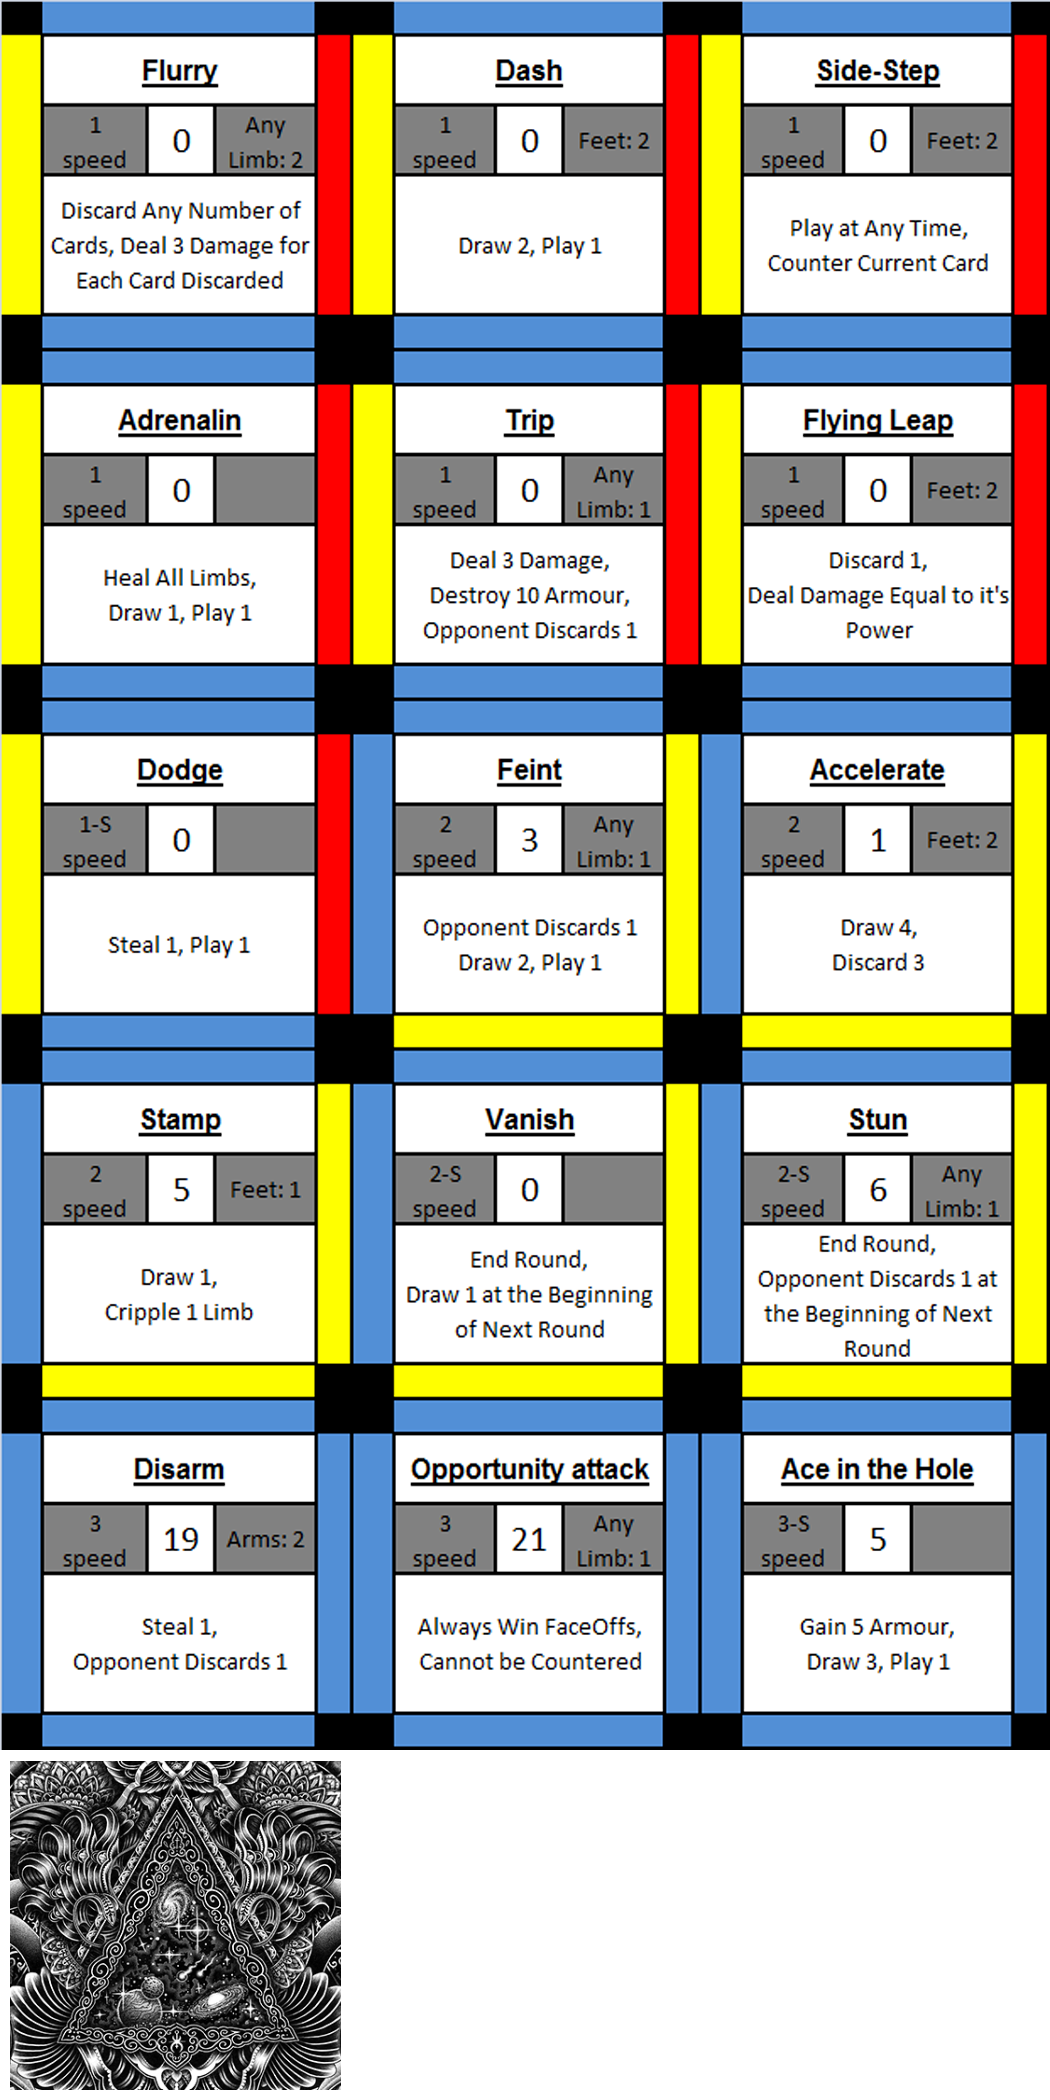 Flurry
1
speed
0
Any
Limb: 2
Discard Any Number of
Cards, Deal 3 Damage for
Each Card Discarded
Dash
1
speed
0
Feet: 2
Draw 2, Play 1
Side-Step
1
speed
0
Feet: 2
Play at Any Time,
Counter Current Card
Adrenalin
1
speed
0
Heal All Limbs,
Draw 1, Play 1
Trip
1
speed
0
Any
Limb: 1
Deal 3 Damage,
Destroy 10 Armour,
Opponent Discards 1
Flying Leap
1
speed
0
Feet: 2
Discard 1,
Deal Damage Equal to it's
Power
Dodge
1-S
speed
0
Steal 1, Play 1
Feint
2
speed
3
Any
Limb: 1
Opponent Discards 1
Draw 2, Play 1
Accelerate
2
speed
1
Feet: 2
Draw 4,
Discard 3
Stamp
2
speed
5
Feet: 1
Draw 1,
Cripple 1 Limb
Vanish
2-S
speed
0
End Round,
Draw 1 at the Beginning
of Next Round
Stun
2-S
speed
6
Any
Limb: 1
End Round,
Opponent Discards 1 at
the Beginning of Next
Round
Disarm
3
speed
19
Arms: 2
Steal 1,
Opponent Discards 1
Opportunity attack
3
speed
21
Any
Limb: 1
Always Win FaceOffs,
Cannot be Countered
Ace in the Hole
3-S
speed
5
Gain 5 Armour,
Draw 3, Play 1